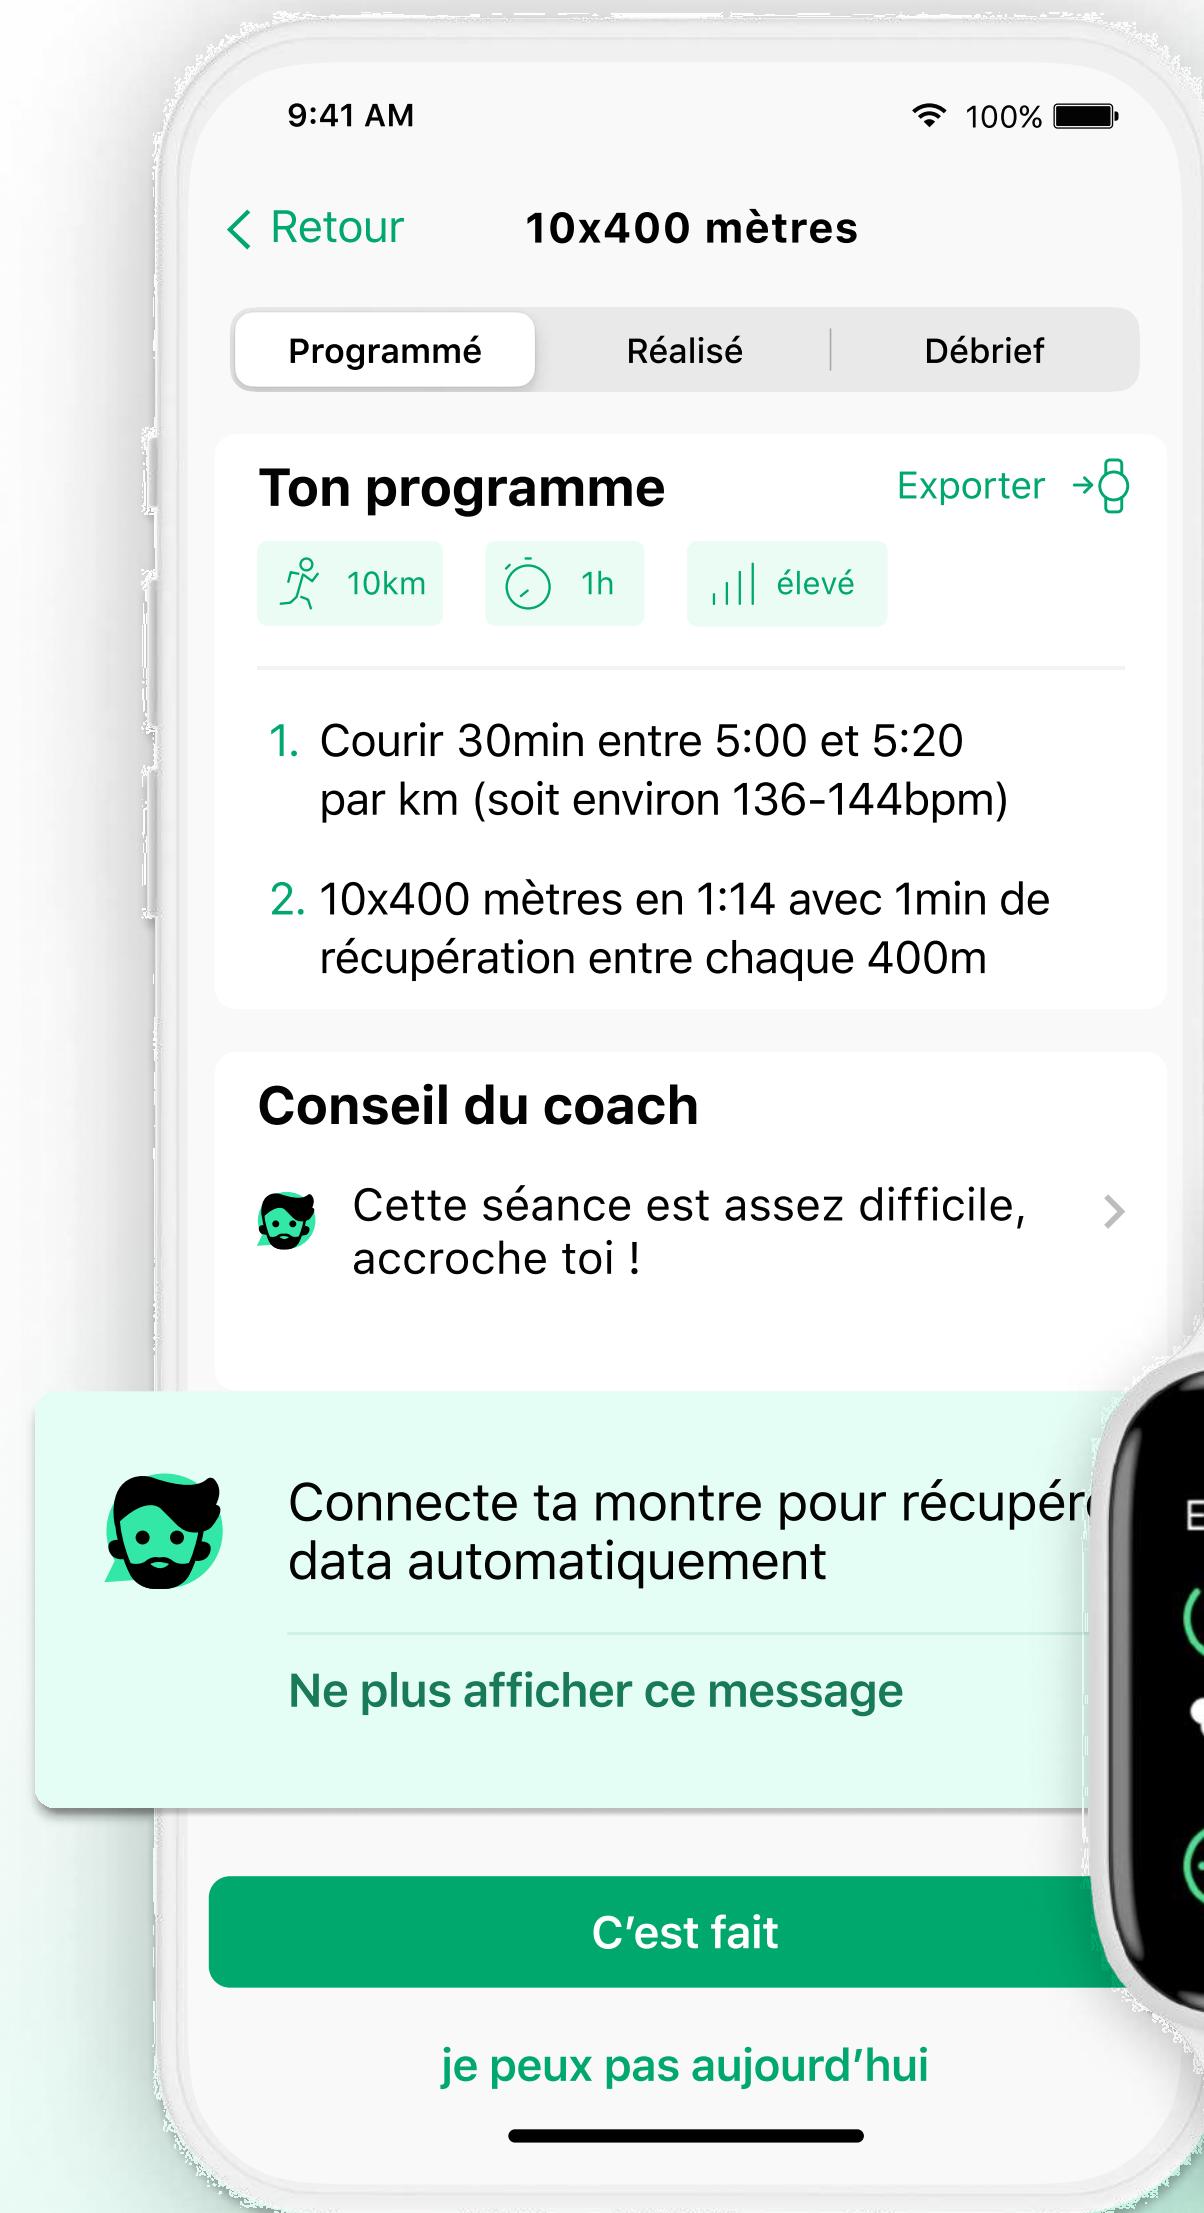 9:41 AM
100%
Retour
10x400 mètres
Programmé
Réalisé
Débrief
Ton programme
Exporter
10km
1h
élevé
1. Courir 30min entre 5:00 et 5:20
par km (soit environ 136-144bpm)
2. 10x400 mètres en 1:14 avec 1min de
récupération entre chaque 400m
Conseil du coach
Cette séance est assez difficile,
accroche toi !
Connecte ta montre pour
data automatiquement
Ne plus afficher ce message
C’est fait
je peux pas aujourd’hui